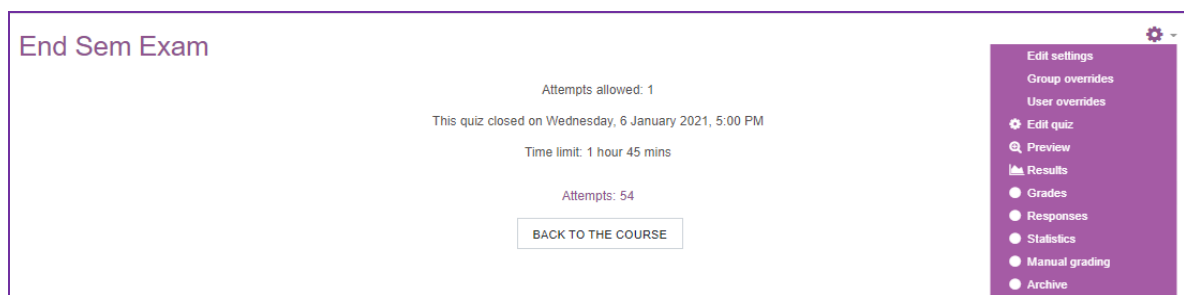 End Sem Exam
Attempts allowed: 1
This quiz closed on Wednesday, 6 January 2021, 5:00 PM
Time limit: 1 hour 45 mins
Attempts: 54
BACK TO THE COURSE
Edit settings
Group overrides
User overrides
Edit quiz
Preview
Results
Grades
Responses
Statistics
Manual grading
Archive